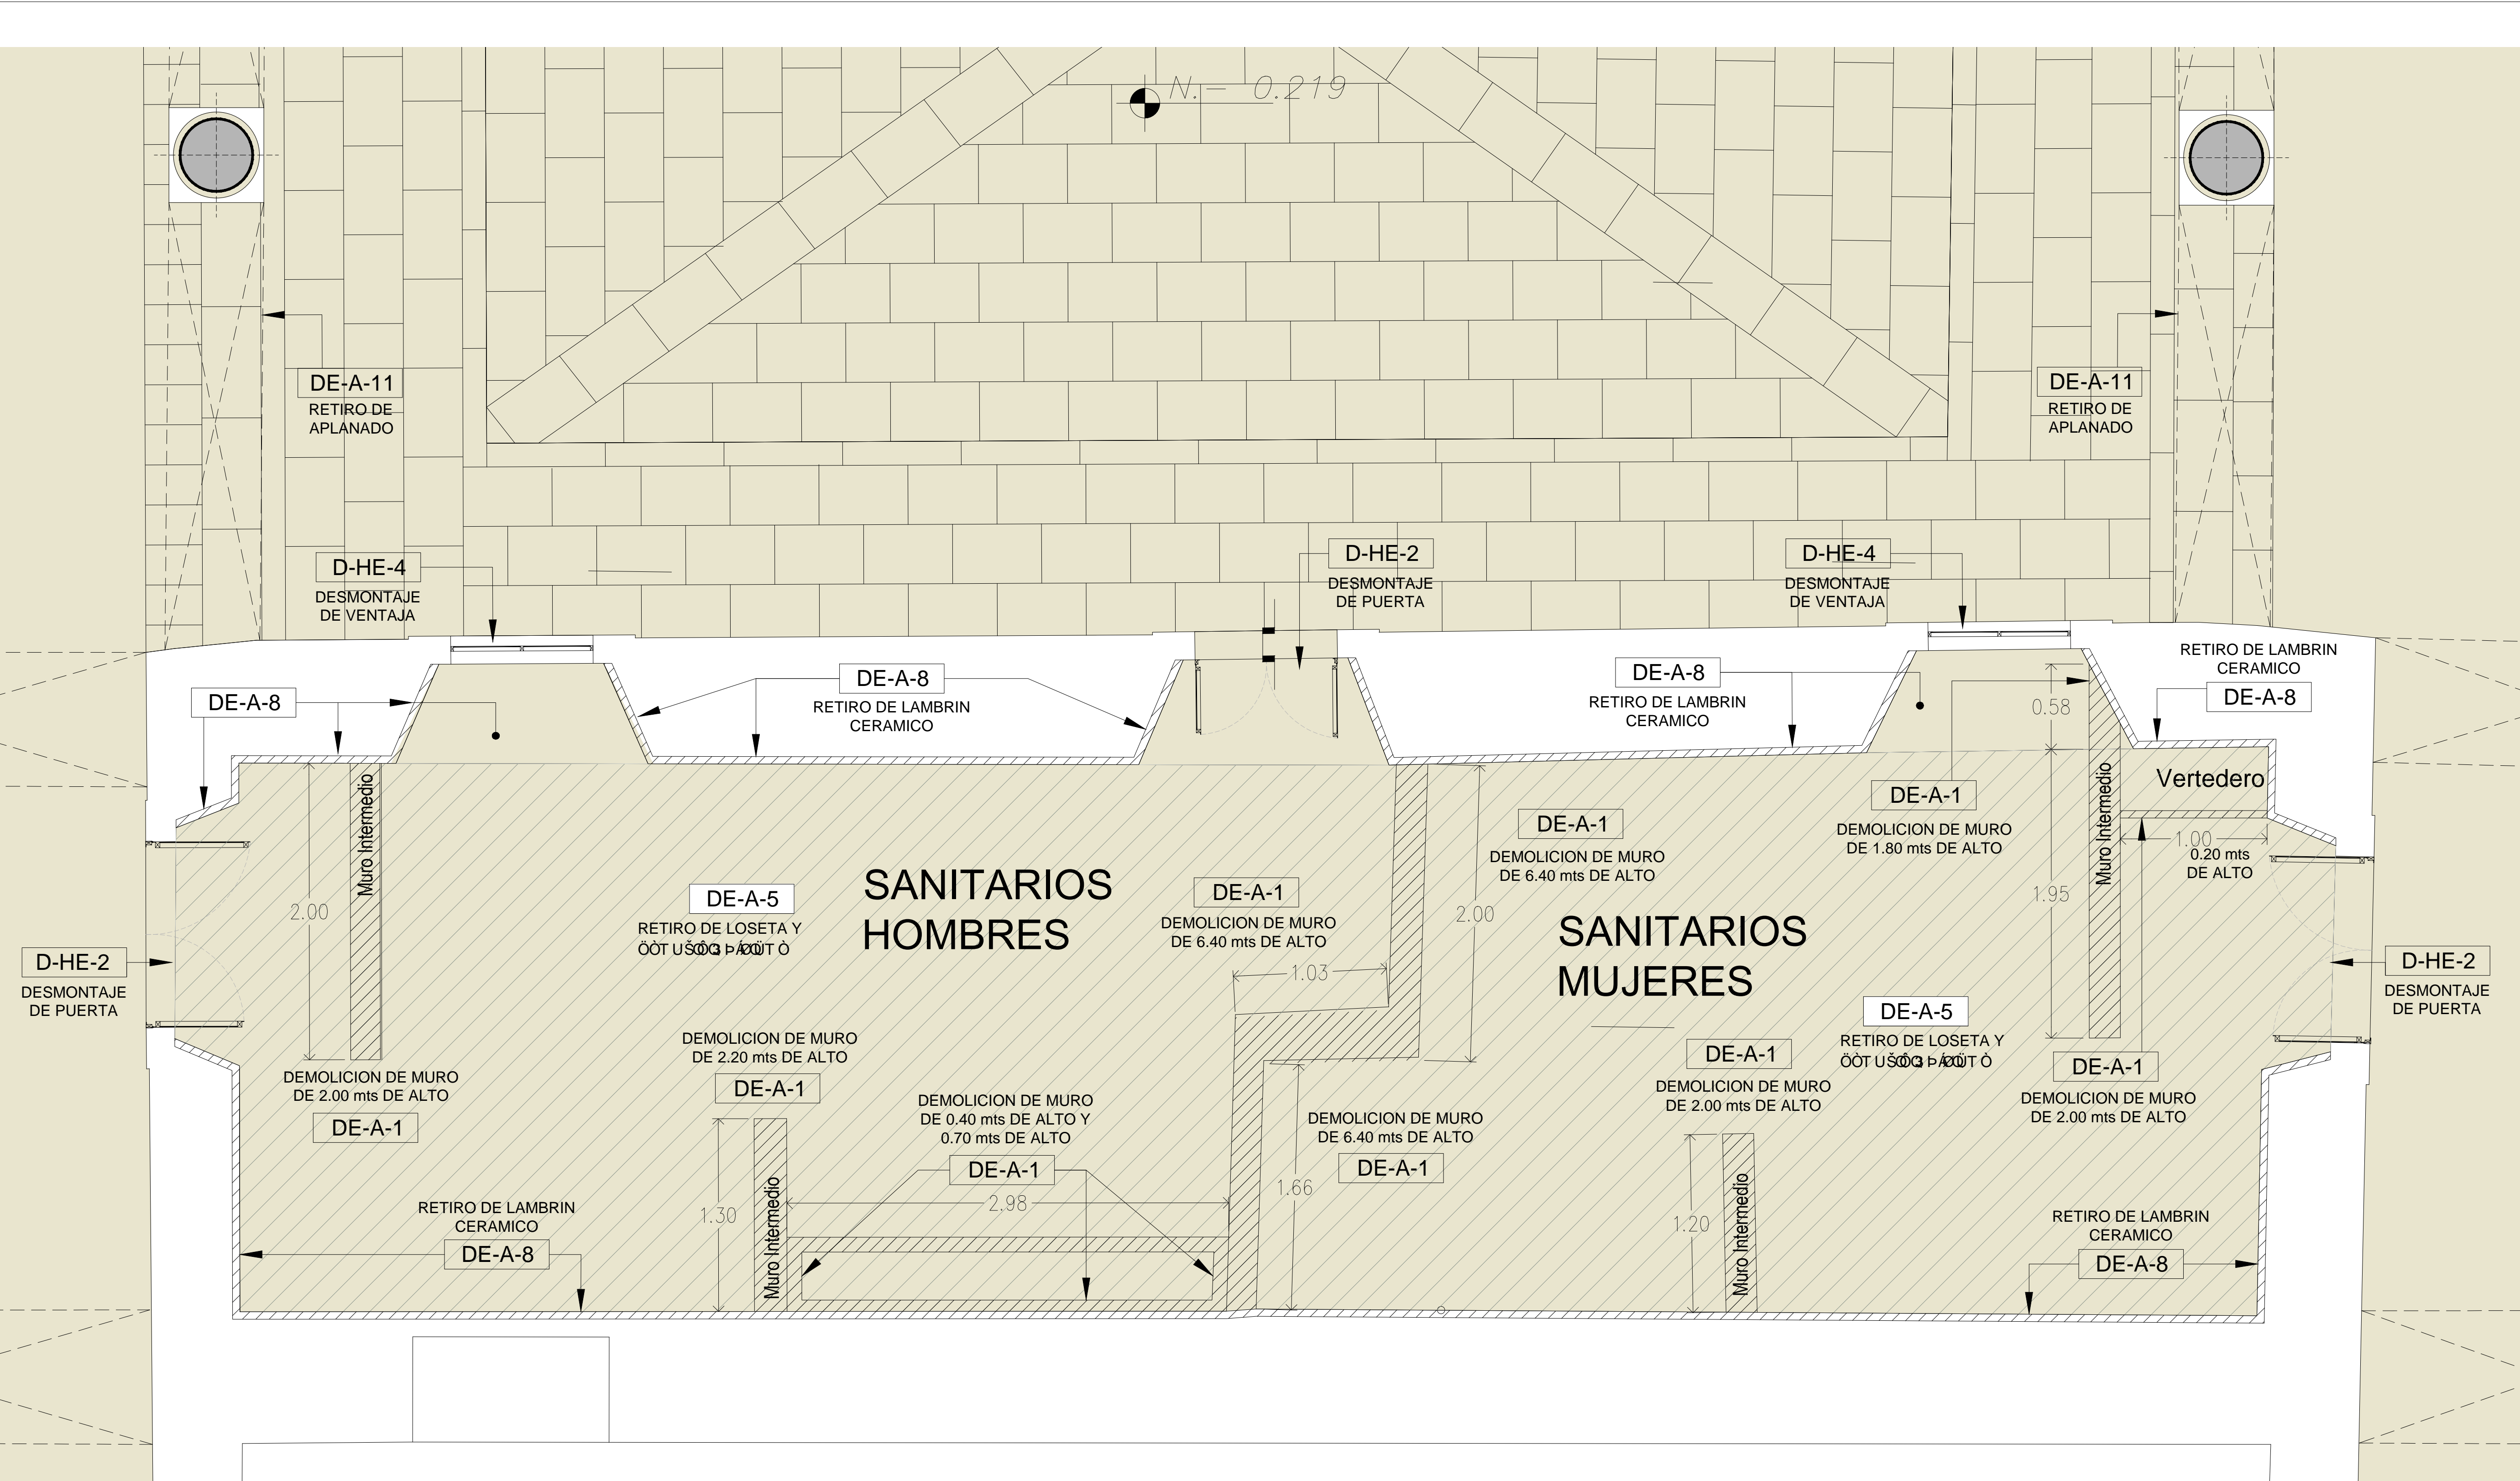 N.- 0.219
DE-A-11
RETIRO DE
APLANADO
DE-A-11
RETIRO DE
APLANADO
D-HE-4
DESMONTAJE
DE VENTAJA
D-HE-2
DESMONTAJE
DE PUERTA
D-HE-4
DESMONTAJE
DE VENTAJA
DE-A-8
DE-A-8
RETIRO DE LAMBRIN
CERAMICO
DE-A-8
RETIRO DE LAMBRIN
CERAMICO
RETIRO DE LAMBRIN
CERAMICO
DE-A-8
0.58
Muro Intermedio
2.00
DE-A-5
RETIRO DE LOSETA Y
SANITARIOS
HOMBRES
DE-A-1
DEMOLICION DE MURO
DE 6.40 mts DE ALTO
1.03
DE-A-1
DEMOLICION DE MURO
DE 6.40 mts DE ALTO
2.00
SANITARIOS
MUJERES
DE-A-1
DEMOLICION DE MURO
DE 1.80 mts DE ALTO
1.95
Muro Intermedio
Vertedero
1.00
0.20 mts
DE ALTO
D-HE-2
DESMONTAJE
DE PUERTA
D-HE-2
DESMONTAJE
DE PUERTA
DEMOLICION DE MURO
DE 2.00 mts DE ALTO
DE-A-1
DEMOLICION DE MURO
DE 2.20 mts DE ALTO
DE-A-1
DEMOLICION DE MURO
DE 0.40 mts DE ALTO Y
0.70 mts DE ALTO
DE-A-1
2.98
1.30
Muro Intermedio
DEMOLICION DE MURO
DE 6.40 mts DE ALTO
DE-A-1
1.66
DE-A-1
DEMOLICION DE MURO
DE 2.00 mts DE ALTO
1.20
Muro Intermedio
DE-A-5
RETIRO DE LOSETA Y
DE-A-1
DEMOLICION DE MURO
DE 2.00 mts DE ALTO
RETIRO DE LAMBRIN
CERAMICO
DE-A-8
RETIRO DE LAMBRIN
CERAMICO
DE-A-8